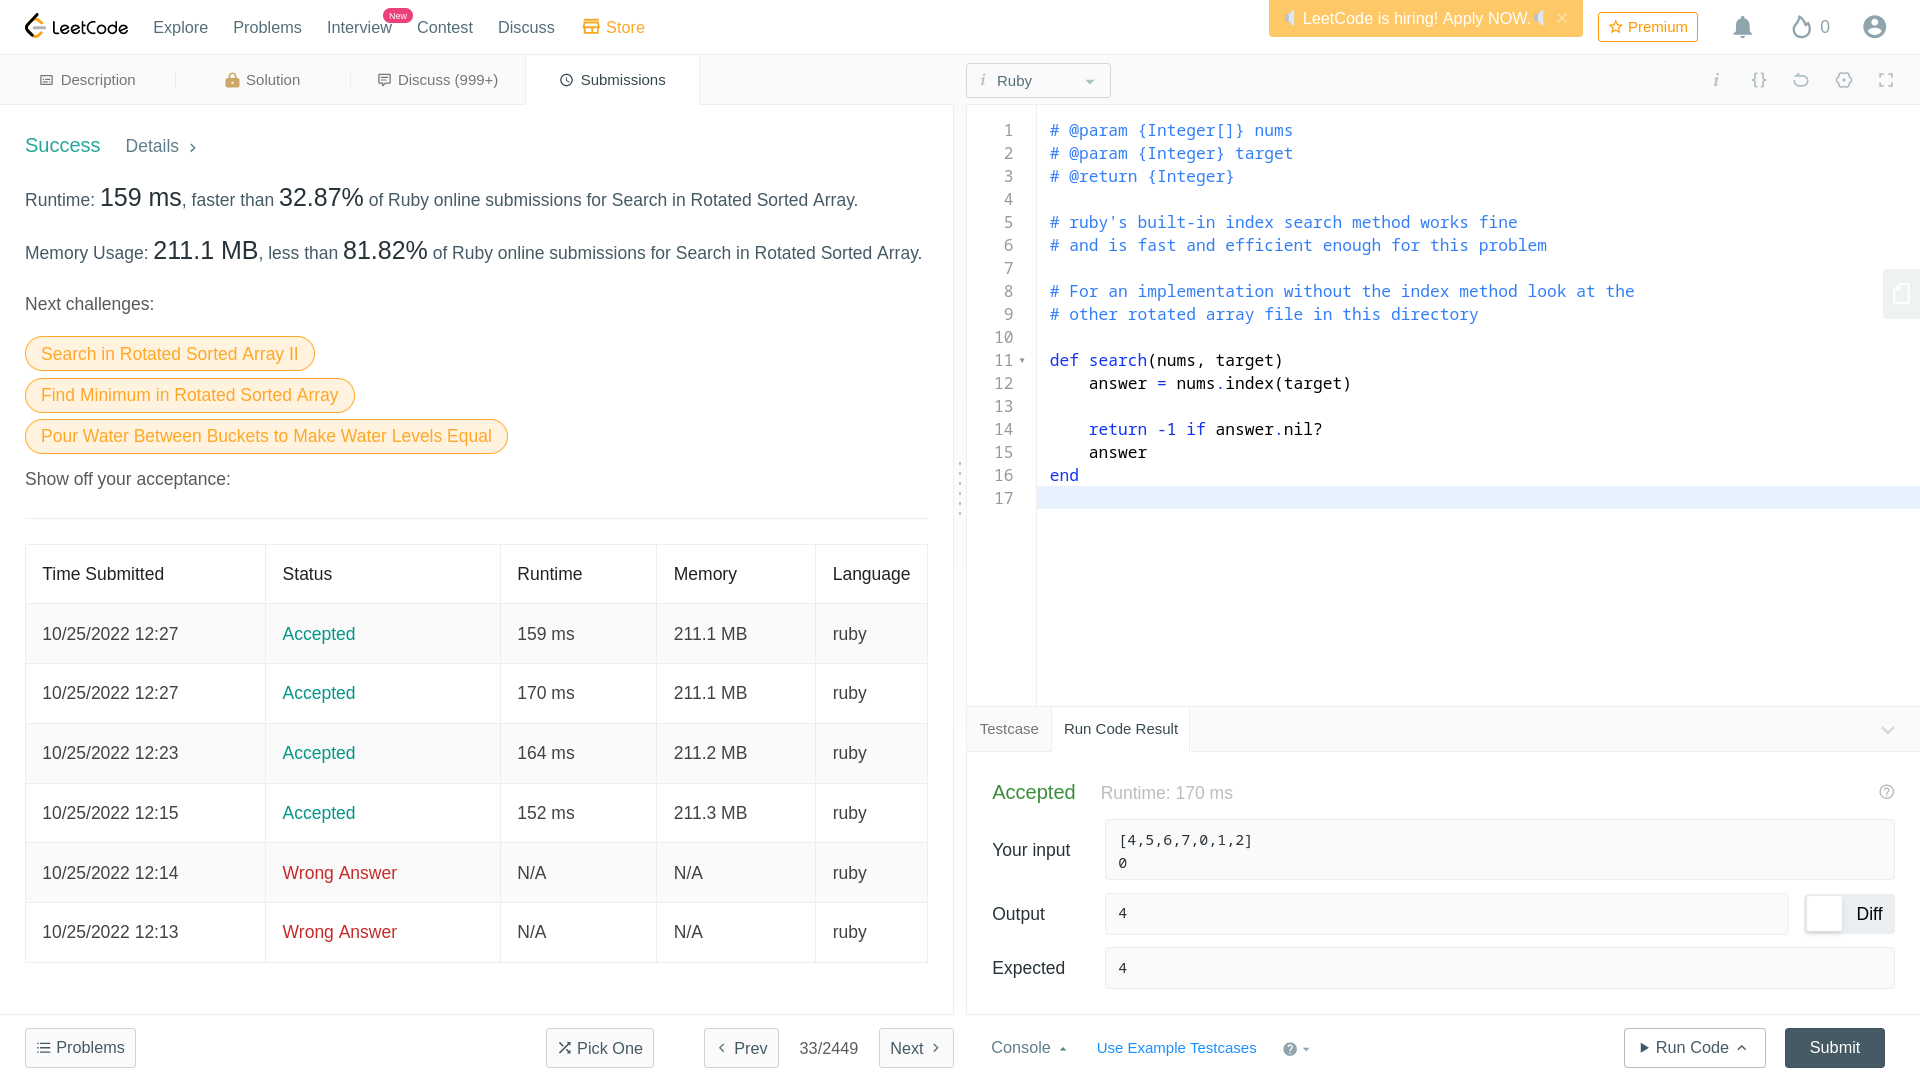 LeetCode
Explore
Problems
Interview
New
Contest
Discuss
Store
LeetCode is hiring! Apply NOW.
Premium
0
Description
Solution
Discuss (999+)
Submissions
i Ruby
i {}
Success Details >
Runtime: 159 ms, faster than 32.87% of Ruby online submissions for Search in Rotated Sorted Array.
Memory Usage: 211.1 MB, less than 81.82% of Ruby online submissions for Search in Rotated Sorted Array.
Next challenges:
Search in Rotated Sorted Array II
Find Minimum in Rotated Sorted Array
Pour Water Between Buckets to Make Water Levels Equal
Show off your acceptance:
Time Submitted Status Runtime Memory Language
10/25/2022 12:27 Accepted 159 ms 211.1 MB ruby
10/25/2022 12:27 Accepted 170 ms 211.1 MB ruby
10/25/2022 12:23 Accepted 164 ms 211.2 MB ruby
10/25/2022 12:15 Accepted 152 ms 211.3 MB ruby
10/25/2022 12:14 Wrong Answer N/A N/A ruby
10/25/2022 12:13 Wrong Answer N/A N/A ruby
1 # @param {Integer[]} nums
2 # @param {Integer} target
3 # @return {Integer}
4
5 # ruby's built-in index search method works fine
6 # and is fast and efficient enough for this problem
7
8 # For an implementation without the index method look at the
9 # other rotated array file in this directory
10
11 def search(nums, target)
12     answer = nums.index(target)
13
14     return -1 if answer.nil?
15     answer
16 end
17
Testcase
Run Code Result
Accepted Runtime: 170 ms
Your input
[4,5,6,7,0,1,2]
0
Output
4
Diff
Expected
4
Problems
Pick One
Prev
33/2449
Next
Console
Use Example Testcases
Run Code
Submit